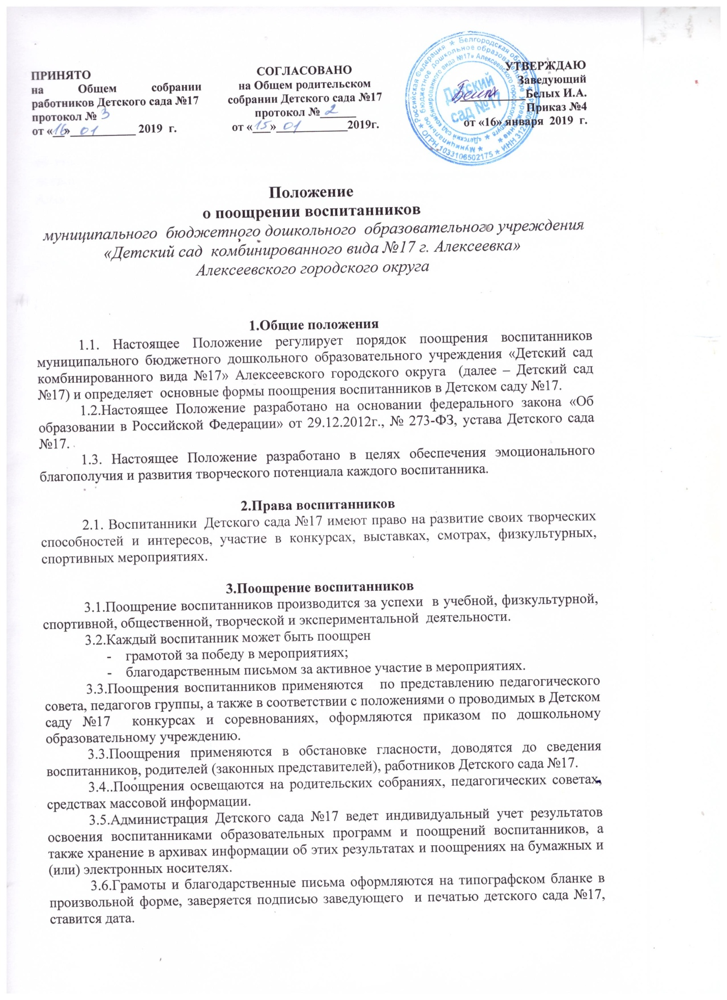 ПРИНЯТО
на Общем собрании
работников Детского сада №17
протокол № 3
от «16» 01 2019 г.
СОГЛАСОВАНО
на Общем родительском
собрании Детского сада №17
протокол № 2
от «15» 01 2019г.
УТВЕРЖДАЮ
Заведующий
Белых И.А.
Приказ №4
от «16» января 2019 г.
Российская Федерация * Белгородская область *
* ОГРН 1033106502175 * ИНН
* Муниципальное бюджетное дошкольное образовательное учреждение *
* «Детский сад комбинированного вида №17» Алексеевского городского округа
Детский
сад №17
Положение
о поощрении воспитанников
муниципального бюджетного дошкольного образовательного учреждения
«Детский сад комбинированного вида №17 г. Алексеевка»
Алексеевского городского округа
1.Общие положения
1.1. Настоящее Положение регулирует порядок поощрения воспитанников
муниципального бюджетного дошкольного образовательного учреждения «Детский сад
комбинированного вида №17» Алексеевского городского округа (далее – Детский сад
№17) и определяет основные формы поощрения воспитанников в Детском саду №17.
1.2.Настоящее Положение разработано на основании федерального закона «Об
образовании в Российской Федерации» от 29.12.2012г., № 273-ФЗ, устава Детского сада
№17.
1.3. Настоящее Положение разработано в целях обеспечения эмоционального
благополучия и развития творческого потенциала каждого воспитанника.
2.Права воспитанников
2.1. Воспитанники Детского сада №17 имеют право на развитие своих творческих
способностей и интересов, участие в конкурсах, выставках, смотрах, физкультурных,
спортивных мероприятиях.
3.Поощрение воспитанников
3.1.Поощрение воспитанников производится за успехи в учебной, физкультурной,
спортивной, общественной, творческой и экспериментальной деятельности.
3.2.Каждый воспитанник может быть поощрен
- грамотой за победу в мероприятиях;
- благодарственным письмом за активное участие в мероприятиях.
3.3.Поощрения воспитанников применяются по представлению педагогического
совета, педагогов группы, а также в соответствии с положениями о проводимых в Детском
саду №17 конкурсах и соревнованиях, оформляются приказом по дошкольному
образовательному учреждению.
3.3.Поощрения применяются в обстановке гласности, доводятся до сведения
воспитанников, родителей (законных представителей), работников Детского сада №17.
3.4..Поощрения освещаются на родительских собраниях, педагогических советах,
средствах массовой информации.
3.5.Администрация Детского сада №17 ведет индивидуальный учет результатов
освоения воспитанниками образовательных программ и поощрений воспитанников, а
также хранение в архивах информации об этих результатах и поощрениях на бумажных и
(или) электронных носителях.
3.6.Грамоты и благодарственные письма оформляются на типографском бланке в
произвольной форме, заверяется подписью заведующего и печатью детского сада №17,
ставится дата.